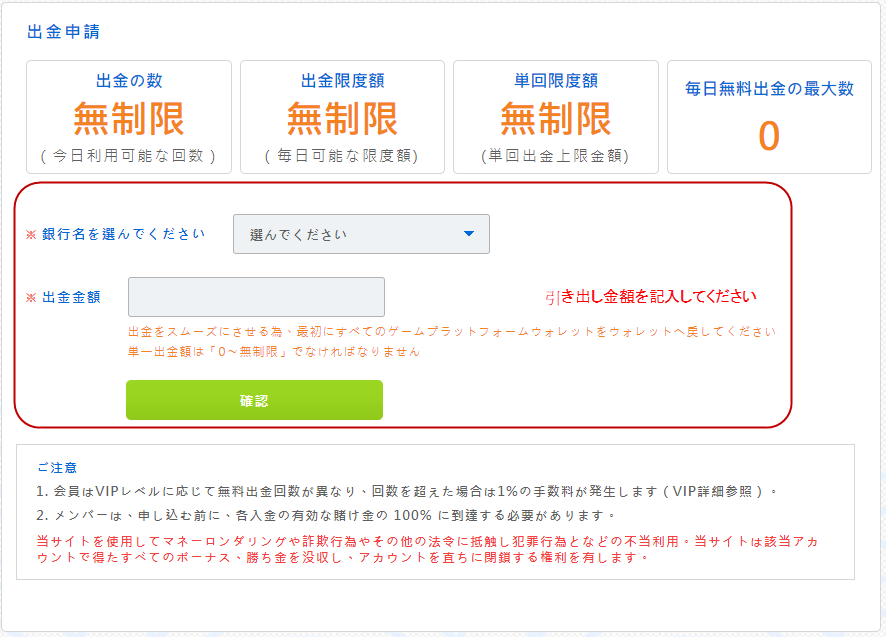 出金申請
出金の数
無制限
( 今日利用可能な回数 )
出金限度額
無制限
( 毎日可能な限度額)
単回限度額
無制限
(単回出金上限金額)
毎日無料出金の最大数
0
※ 銀行名を選んでください
選んでください
※ 出金金額
引き出し金額を記入してください
出金をスムーズにさせる為、最初にすべてのゲームプラットフォームウォレットをウォレットへ戻してください
単一出金額は「0～無制限」でなければなりません
確認
ご注意
1. 会員はVIPレベルに応じて無料出金回数が異なり、回数を超えた場合は1%の手数料が発生します ( VIP詳細参照 ) 。
2. メンバーは、申し込む前に、各入金の有効な賭け金の 100% に到達する必要があります。
当サイトを使用してマネーロンダリングや詐欺行為やその他の法令に抵触し犯罪行為となどの不当利用。当サイトは該当アカ
ウントで得たすべてのボーナス、勝ち金を没収し、アカウントを直ちに閉鎖する権利を有します。